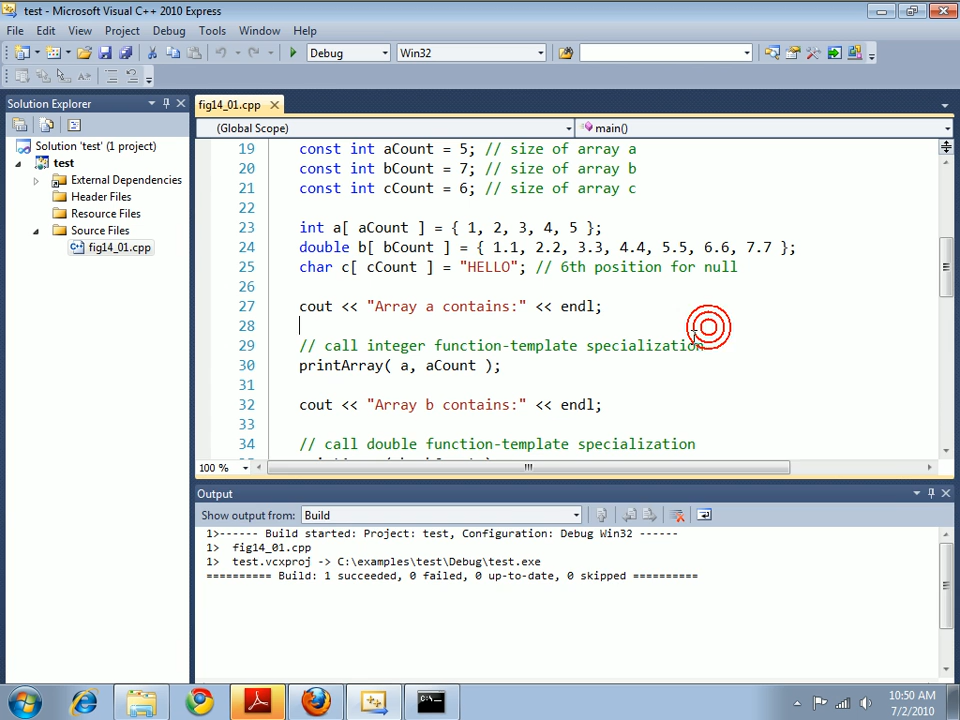 test - Microsoft Visual C++ 2010 Express
File Edit View Project Debug Tools Window Help
Debug Win32
Solution Explorer
Solution 'test' (1 project)
test
External Dependencies
Header Files
Resource Files
Source Files
fig14_01.cpp
fig14_01.cpp
(Global Scope) main()
19 const int aCount = 5; // size of array a
20 const int bCount = 7; // size of array b
21 const int cCount = 6; // size of array c
22
23 int a[ aCount ] = { 1, 2, 3, 4, 5 };
24 double b[ bCount ] = { 1.1, 2.2, 3.3, 4.4, 5.5, 6.6, 7.7 };
25 char c[ cCount ] = "HELLO"; // 6th position for null
26
27 cout << "Array a contains:" << endl;
28
29 // call integer function-template specialization
30 printArray( a, aCount );
31
32 cout << "Array b contains:" << endl;
33
34 // call double function-template specialization
100 %
Output
Show output from: Build
1>------ Build started: Project: test, Configuration: Debug Win32 ------
1> fig14_01.cpp
1> test.vcxproj -> C:\examples\test\Debug\test.exe
========== Build: 1 succeeded, 0 failed, 0 up-to-date, 0 skipped ==========
10:50 AM
7/2/2010